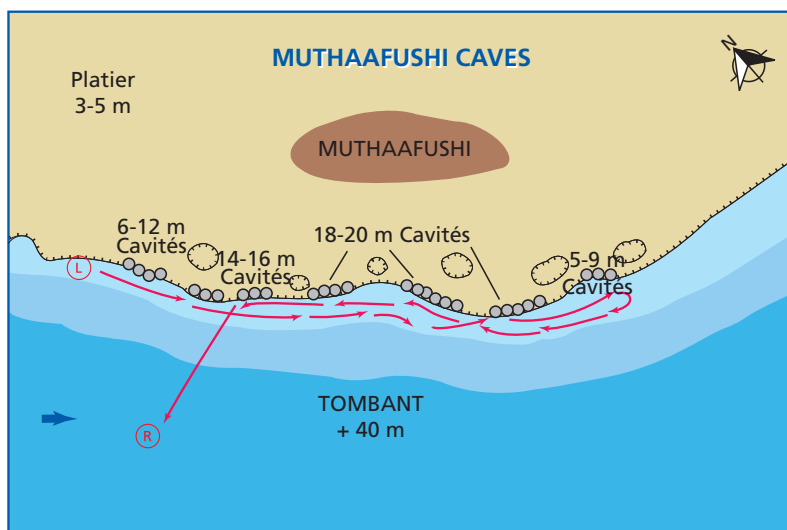 MUTHAAFUSHI CAVES
N
Platier
3-5 m
MUTHAAFUSHI
6-12 m
Cavités
14-16 m
Cavités
18-20 m Cavités
5-9 m
Cavités
L
TOMBANT
+ 40 m
R